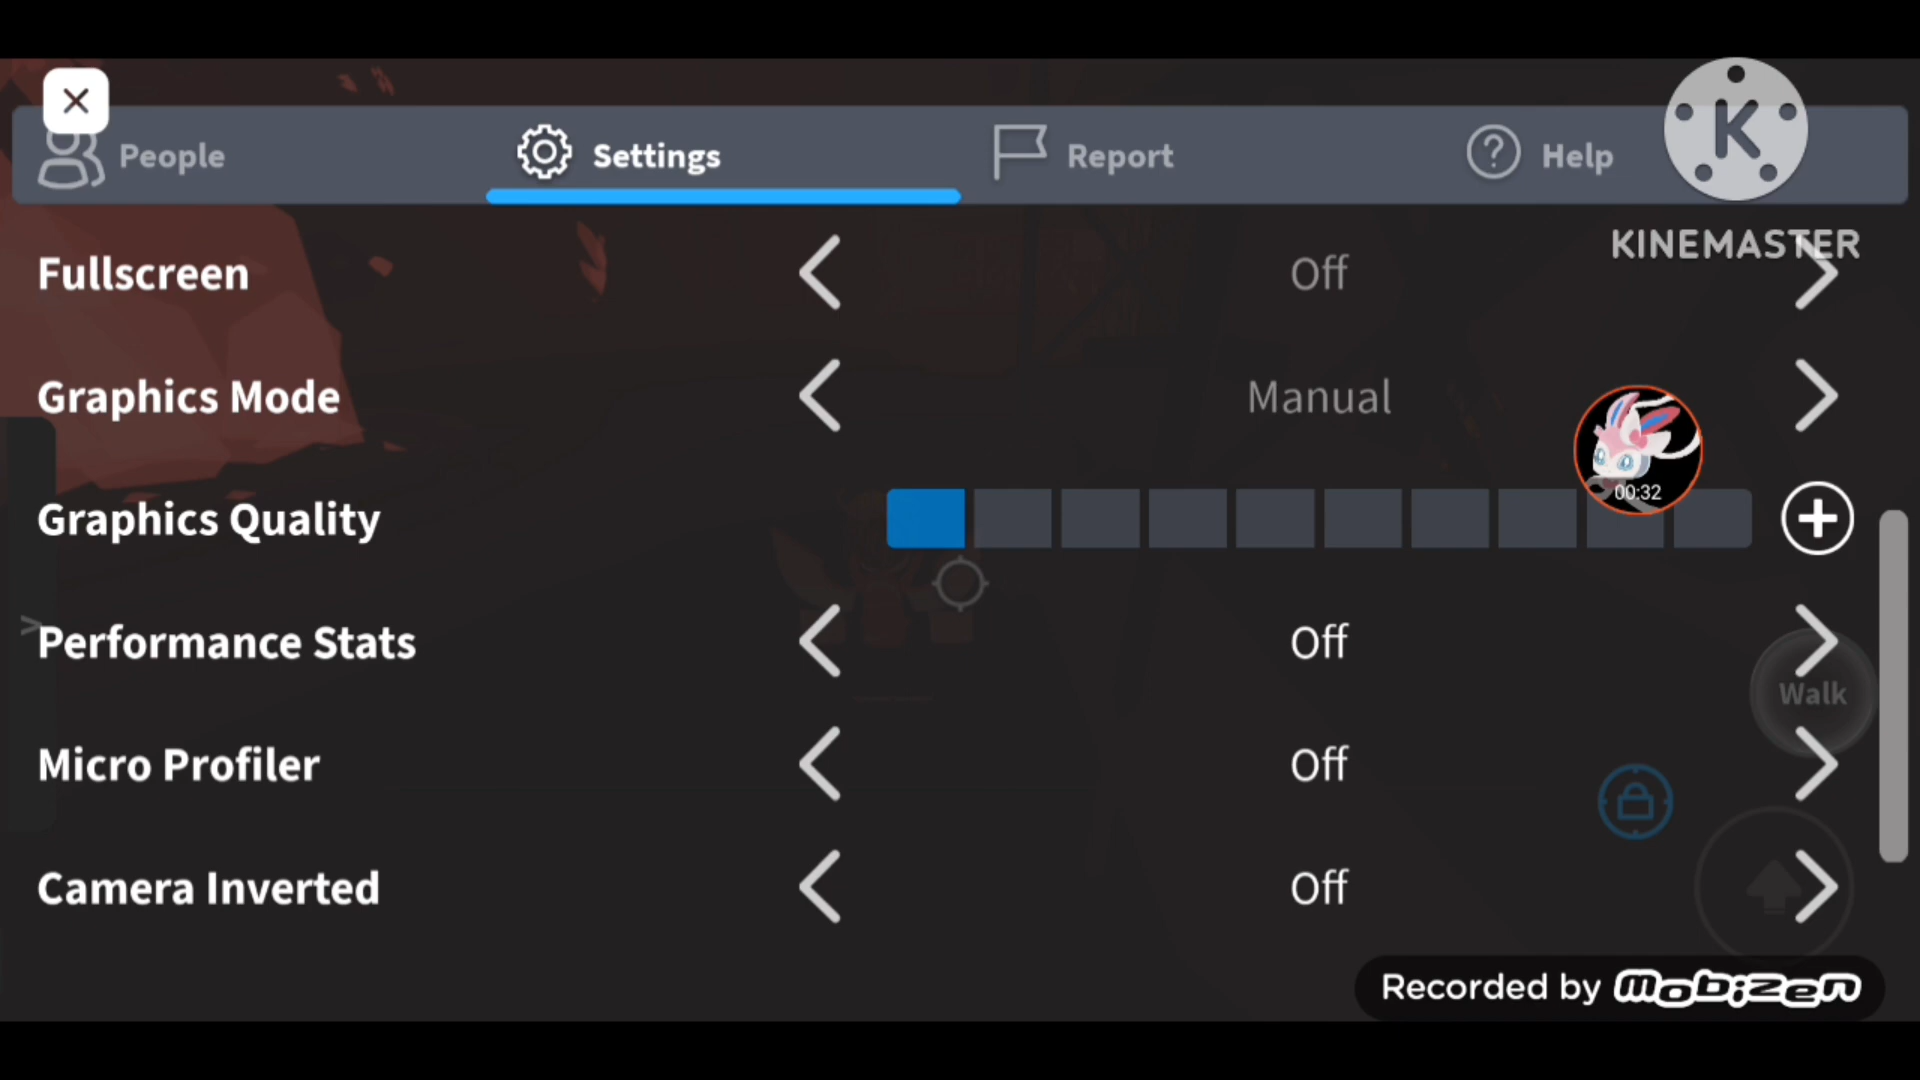 People
Settings
Report
Help
K
KINEMASTER
Fullscreen
Off
Graphics Mode
Manual
00:32
Graphics Quality
Performance Stats
Off
Walk
Micro Profiler
Off
Camera Inverted
Off
Recorded by mobizen